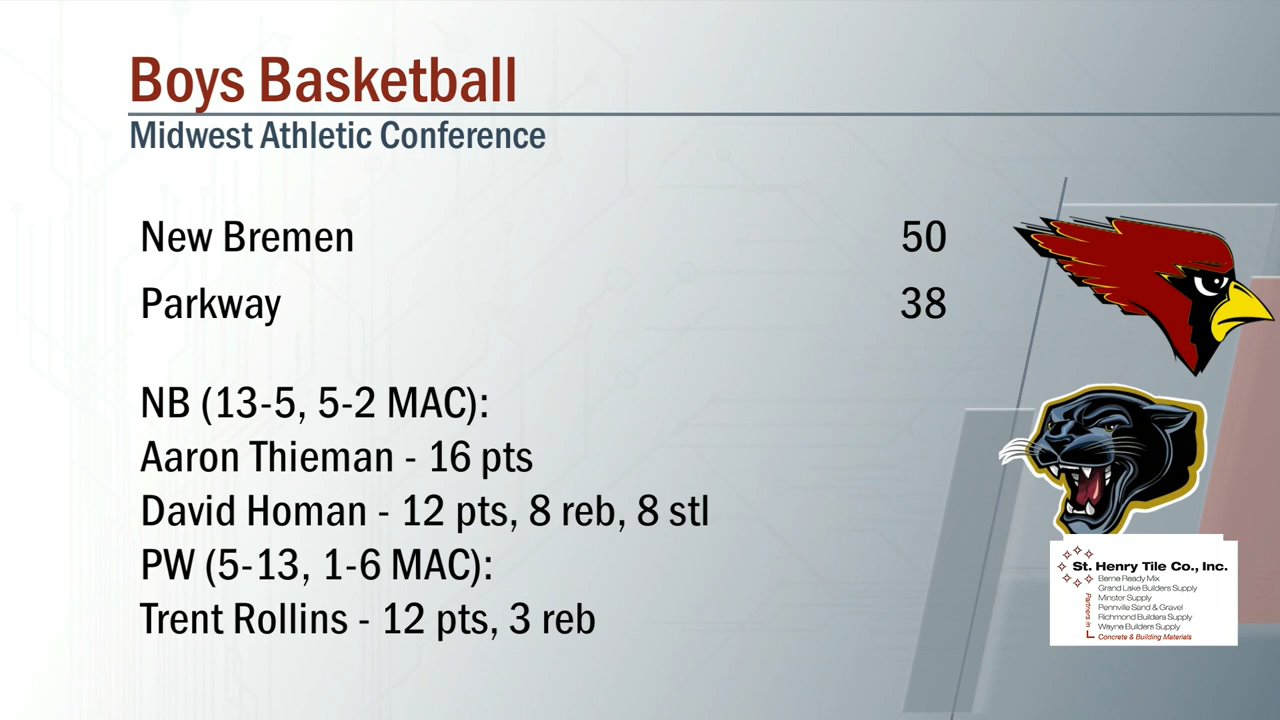 Boys Basketball
Midwest Athletic Conference
New Bremen 50
Parkway 38
NB (13-5, 5-2 MAC):
Aaron Thieman - 16 pts
David Homan - 12 pts, 8 reb, 8 stl
PW (5-13, 1-6 MAC):
Trent Rollins - 12 pts, 3 reb
St. Henry Tile Co., Inc.
Berne Ready Mix
Grand Lake Builders Supply
Minster Supply
Pennville Sand & Gravel
Richmond Builders Supply
Wayne Builders Supply
Partners in
Concrete & Building Materials